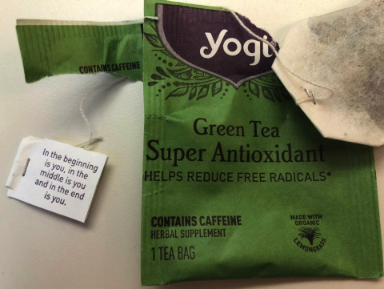 CONTAINS CAFFEINE
yogi
In the beginning
is you, in the
middle is you
and in the end
is you.
Green Tea
Super Antioxidant
HELPS REDUCE FREE RADICALS*
CONTAINS CAFFEINE
HERBAL SUPPLEMENT
1 TEA BAG
MADE WITH
ORGANIC
LEMONGRASS